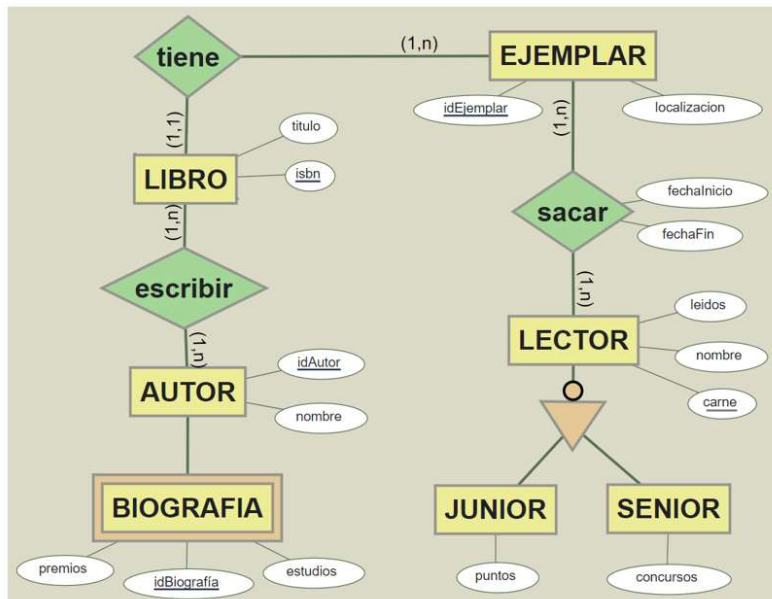 tiene
(1,n)
EJEMPLAR
idEjemplar
localizacion
(1,1)
(1,n)
titulo
LIBRO
isbn
fechaInicio
sacar
fechaFin
(1,n)
escribir
(1,n)
(1,n)
leidos
LECTOR
nombre
carne
idAutor
AUTOR
nombre
BIOGRAFIA
JUNIOR
SENIOR
premios
idBiografía
estudios
puntos
concursos